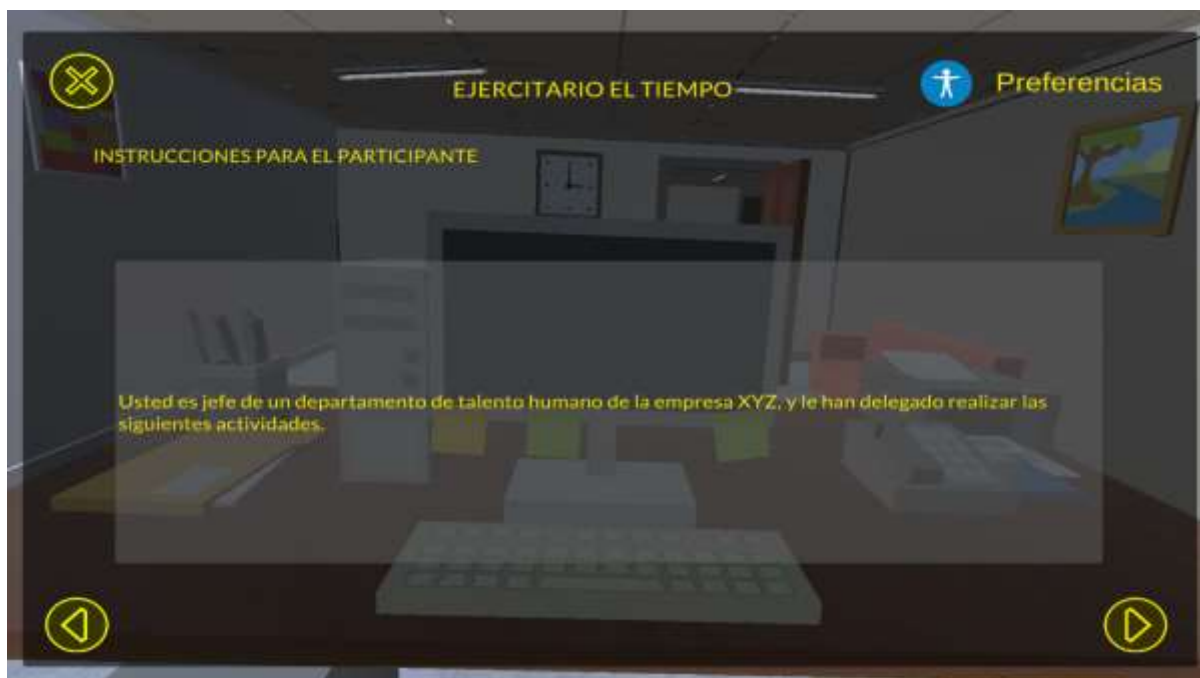 EJERCITARIO EL TIEMPO
Preferencias
INSTRUCCIONES PARA EL PARTICIPANTE
Usted es jefe de un departamento de talento humano de la empresa XYZ, y le han delegado realizar las
siguientes actividades.